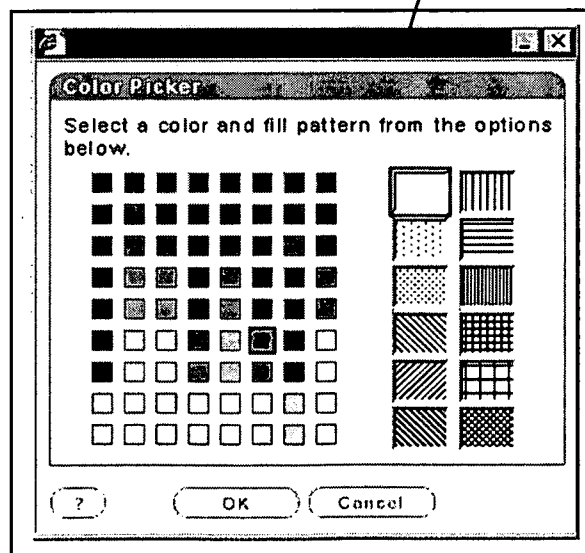 Color Picker
Select a color and fill pattern from the options
below.
?
OK
Cancel